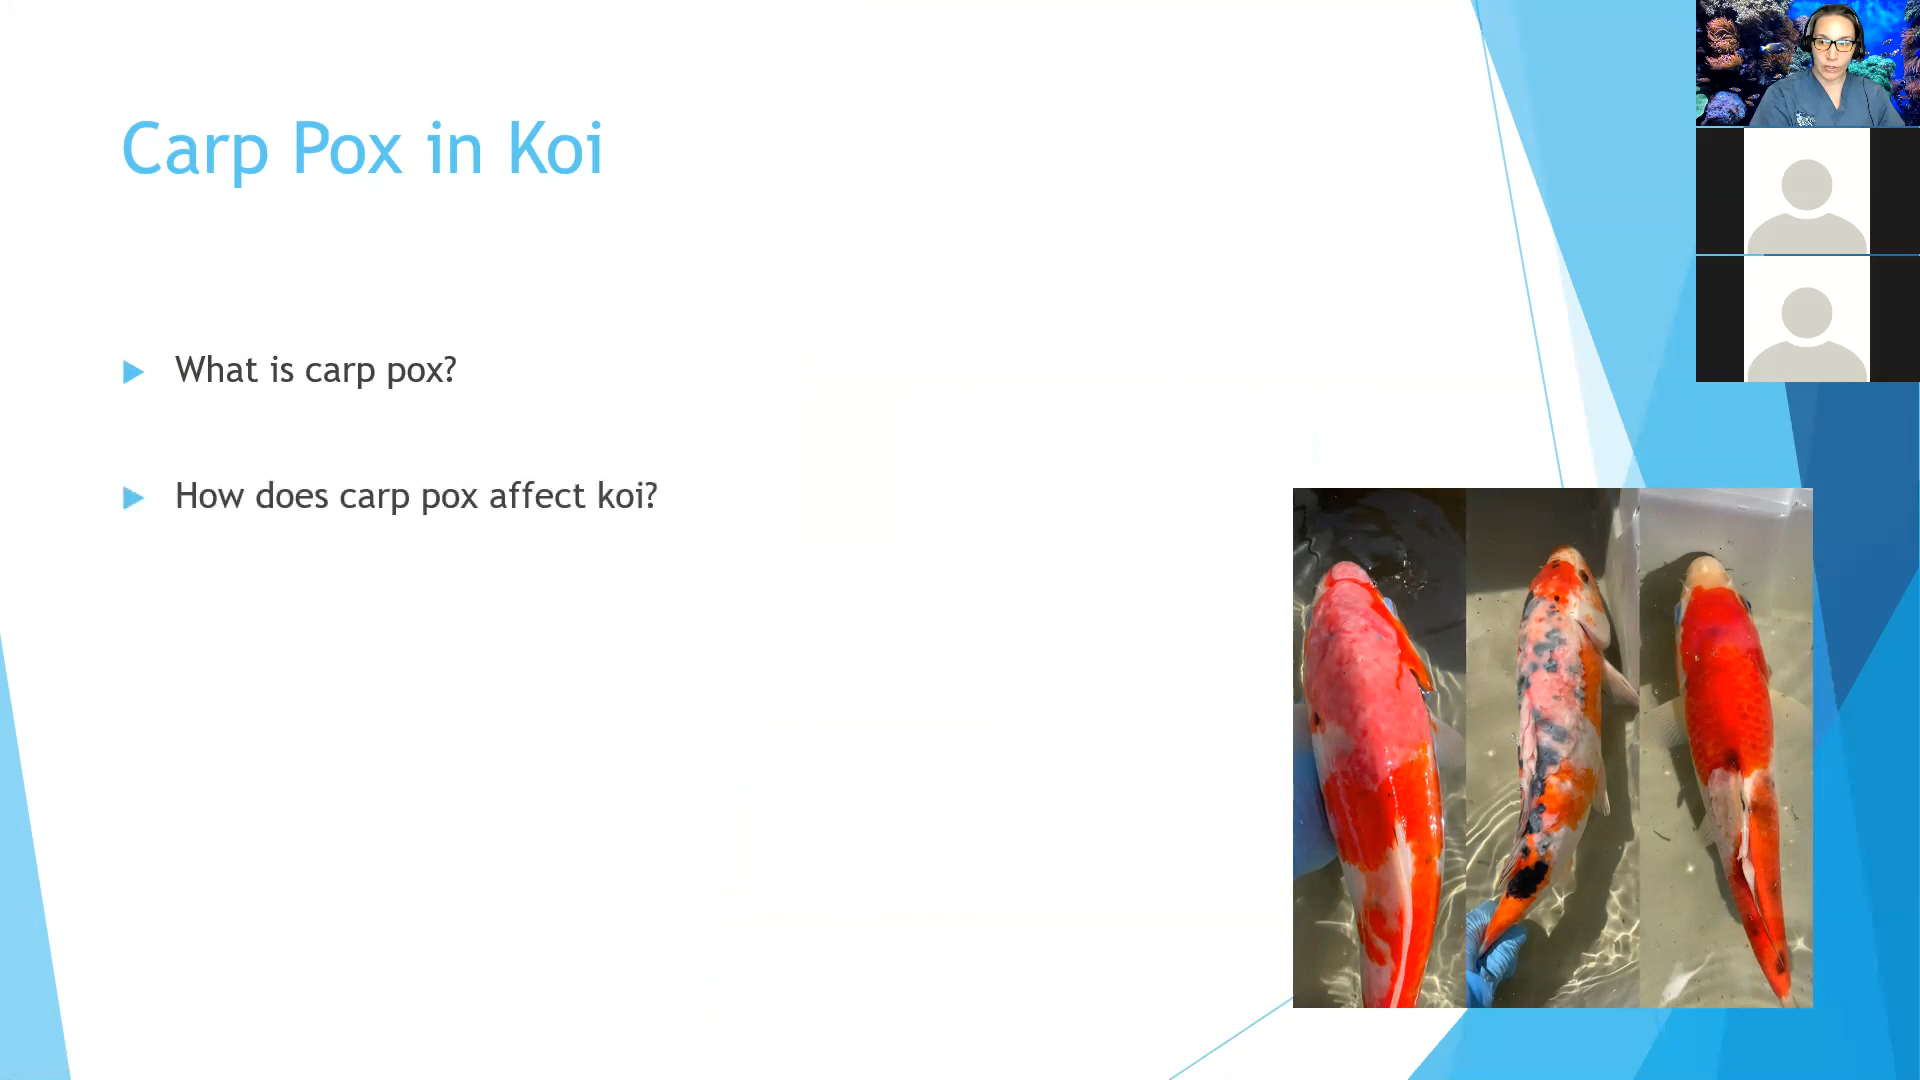 Carp Pox in Koi
What is carp pox?
How does carp pox affect koi?